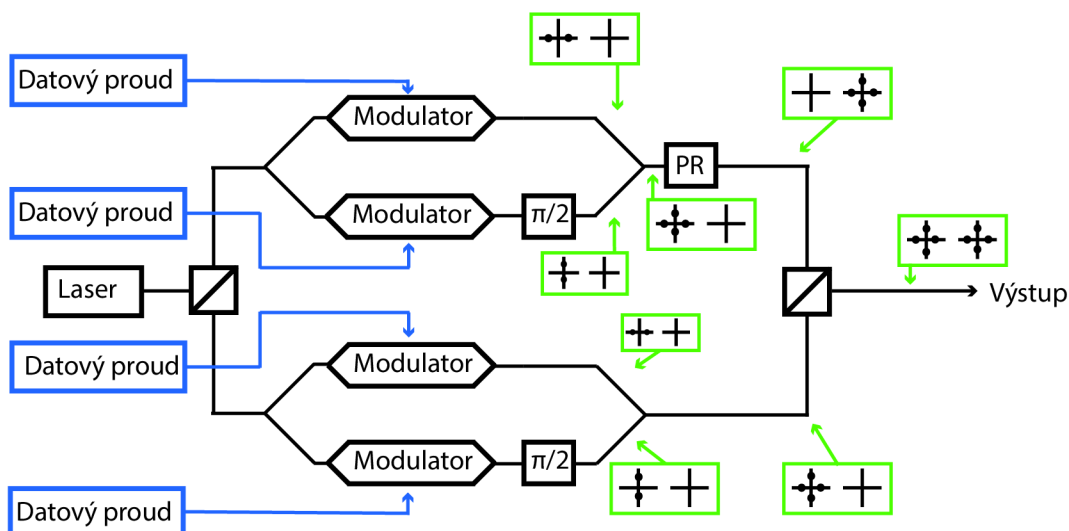 Datový proud
Modulator
PR
Datový proud
Modulator
π/2
Laser
Výstup
Datový proud
Modulator
Modulator
π/2
Datový proud